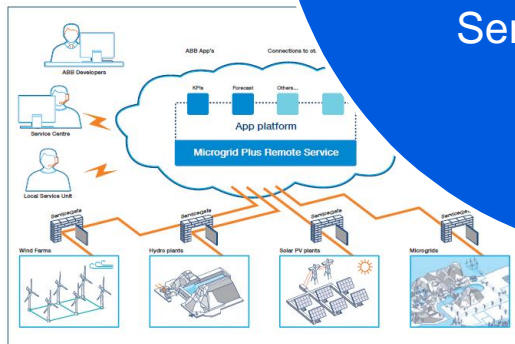 Ser
ABB App's
Connections to ot.
ABB Developers
KPIs
Forecast
Others...
Service Centre
App platform
Microgrid Plus Remote Service
Local Service Unit
Servicegate
Servicegate
Servicegate
Wind Farms
Hydro plants
Solar PV plants
Microgrids